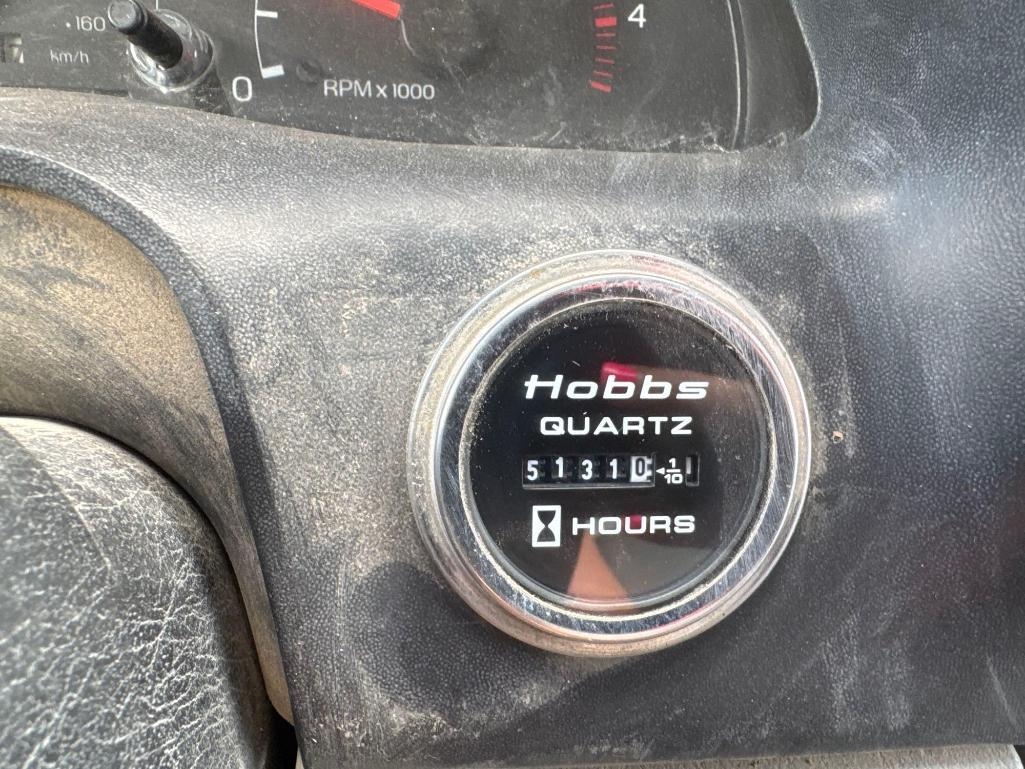 160
km/h
0
RPM x 1000
4
Hobbs
QUARTZ
51310 1/10
HOURS